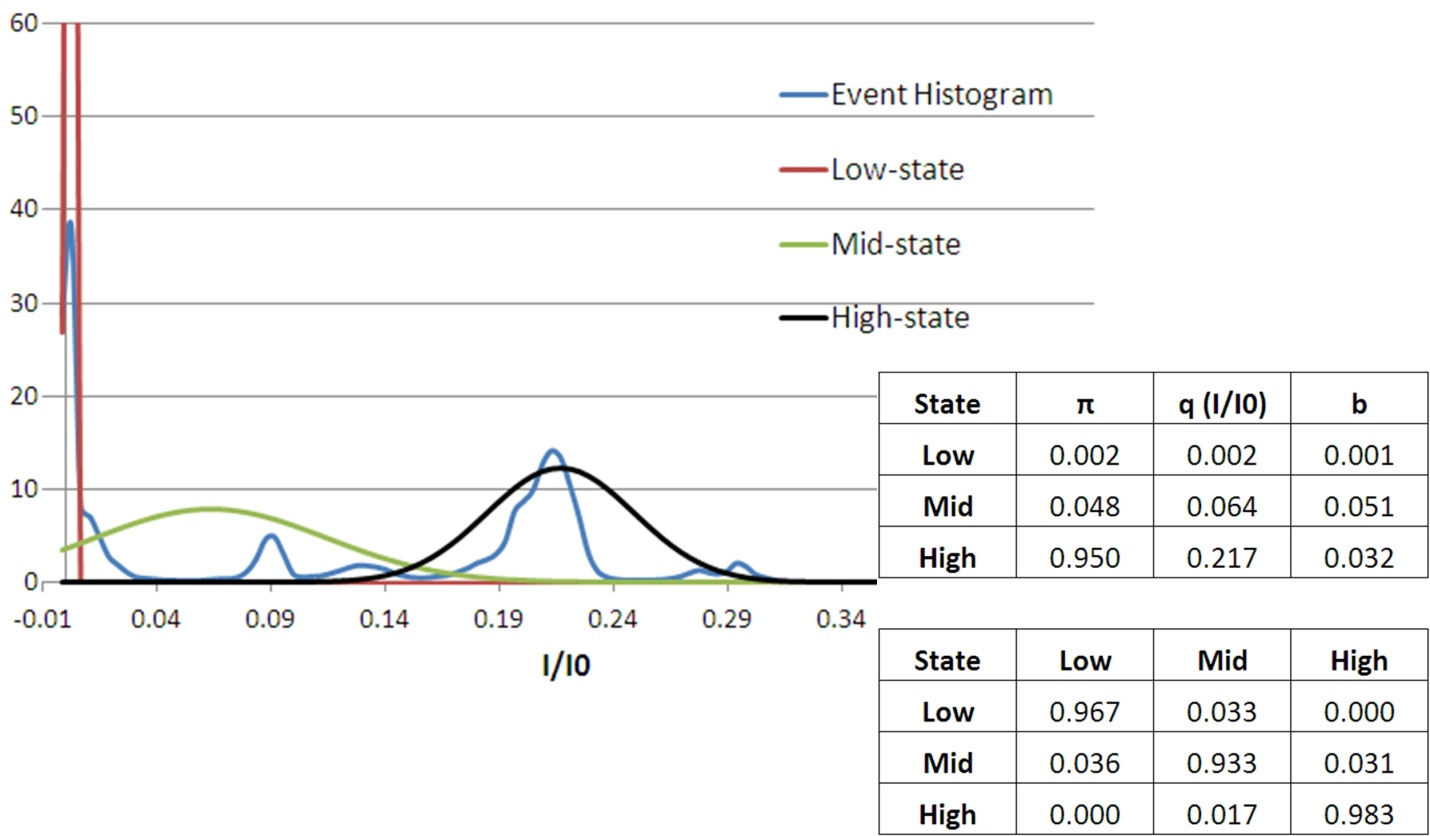 60
50
40
30
20
10
0
-0.01 0.04 0.09 0.14 0.19 0.24 0.29 0.34
I/I0
Event Histogram
Low-state
Mid-state
High-state
State π q (I/I0) b
Low 0.002 0.002 0.001
Mid 0.048 0.064 0.051
High 0.950 0.217 0.032
State Low Mid High
Low 0.967 0.033 0.000
Mid 0.036 0.933 0.031
High 0.000 0.017 0.983